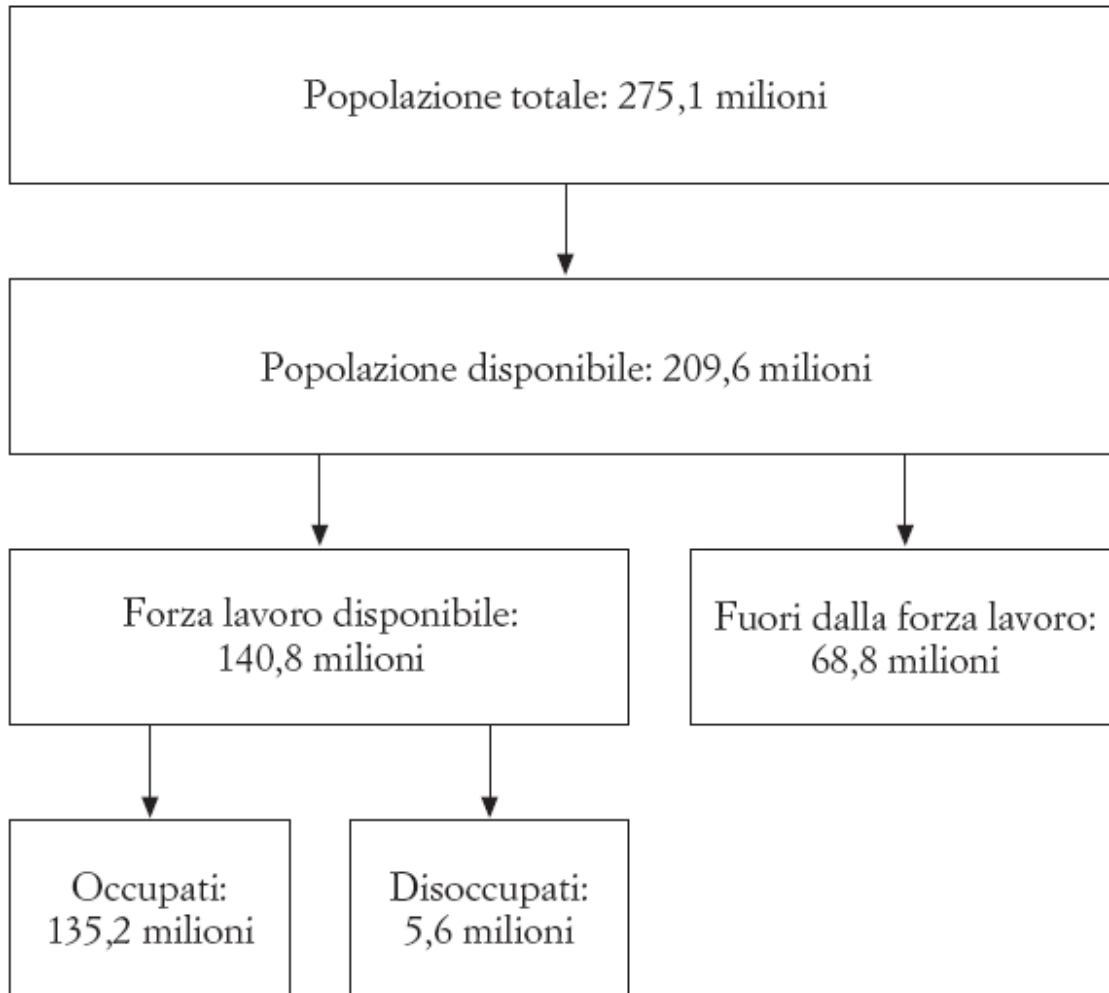 Popolazione totale: 275,1 milioni
Popolazione disponibile: 209,6 milioni
Forza lavoro disponibile:
140,8 milioni
Fuori dalla forza lavoro:
68,8 milioni
Occupati:
135,2 milioni
Disoccupati:
5,6 milioni